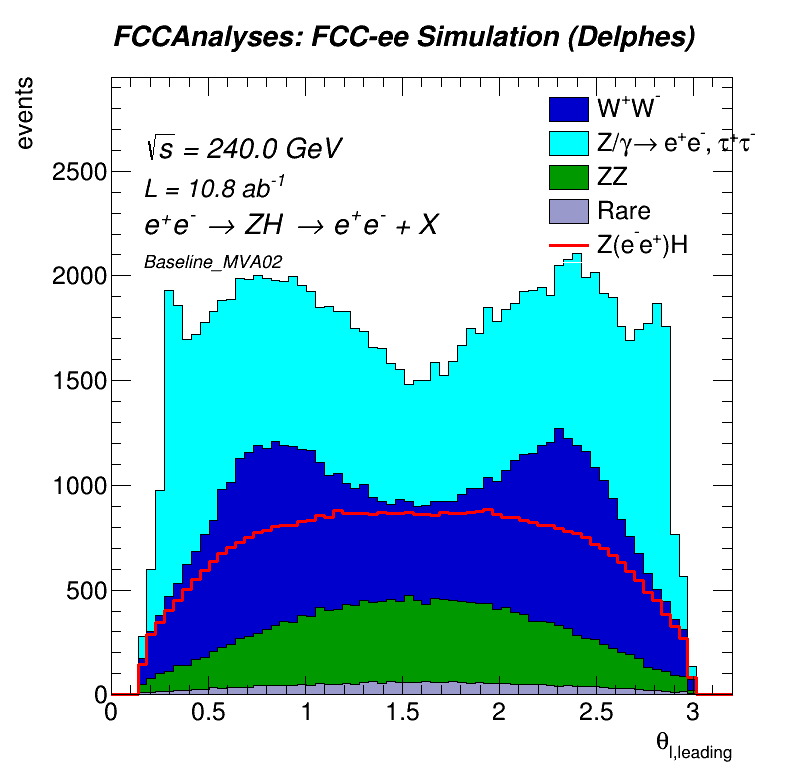 FCCAnalyses: FCC-ee Simulation (Delphes)
events
√s = 240.0 GeV
L = 10.8 ab⁻¹
e⁺e⁻ → ZH → e⁺e⁻ + X
Baseline_MVA02
W⁺W⁻
Z/γ→ e⁺e⁻, τ⁺τ⁻
ZZ
Rare
Z(e⁻e⁺)H
2500
2000
1500
1000
500
0
0 0.5 1 1.5 2 2.5 3
θl,leading